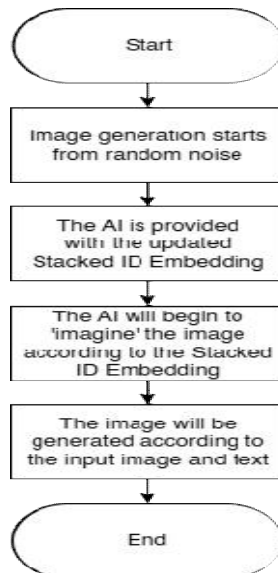 Start
Image generation starts
from random noise
The AI is provided
with the updated
Stacked ID Embedding
The AI will begin to
'imagine' the image
according to the Stacked
ID Embedding
The image will be
generated according to
the input image and text
End